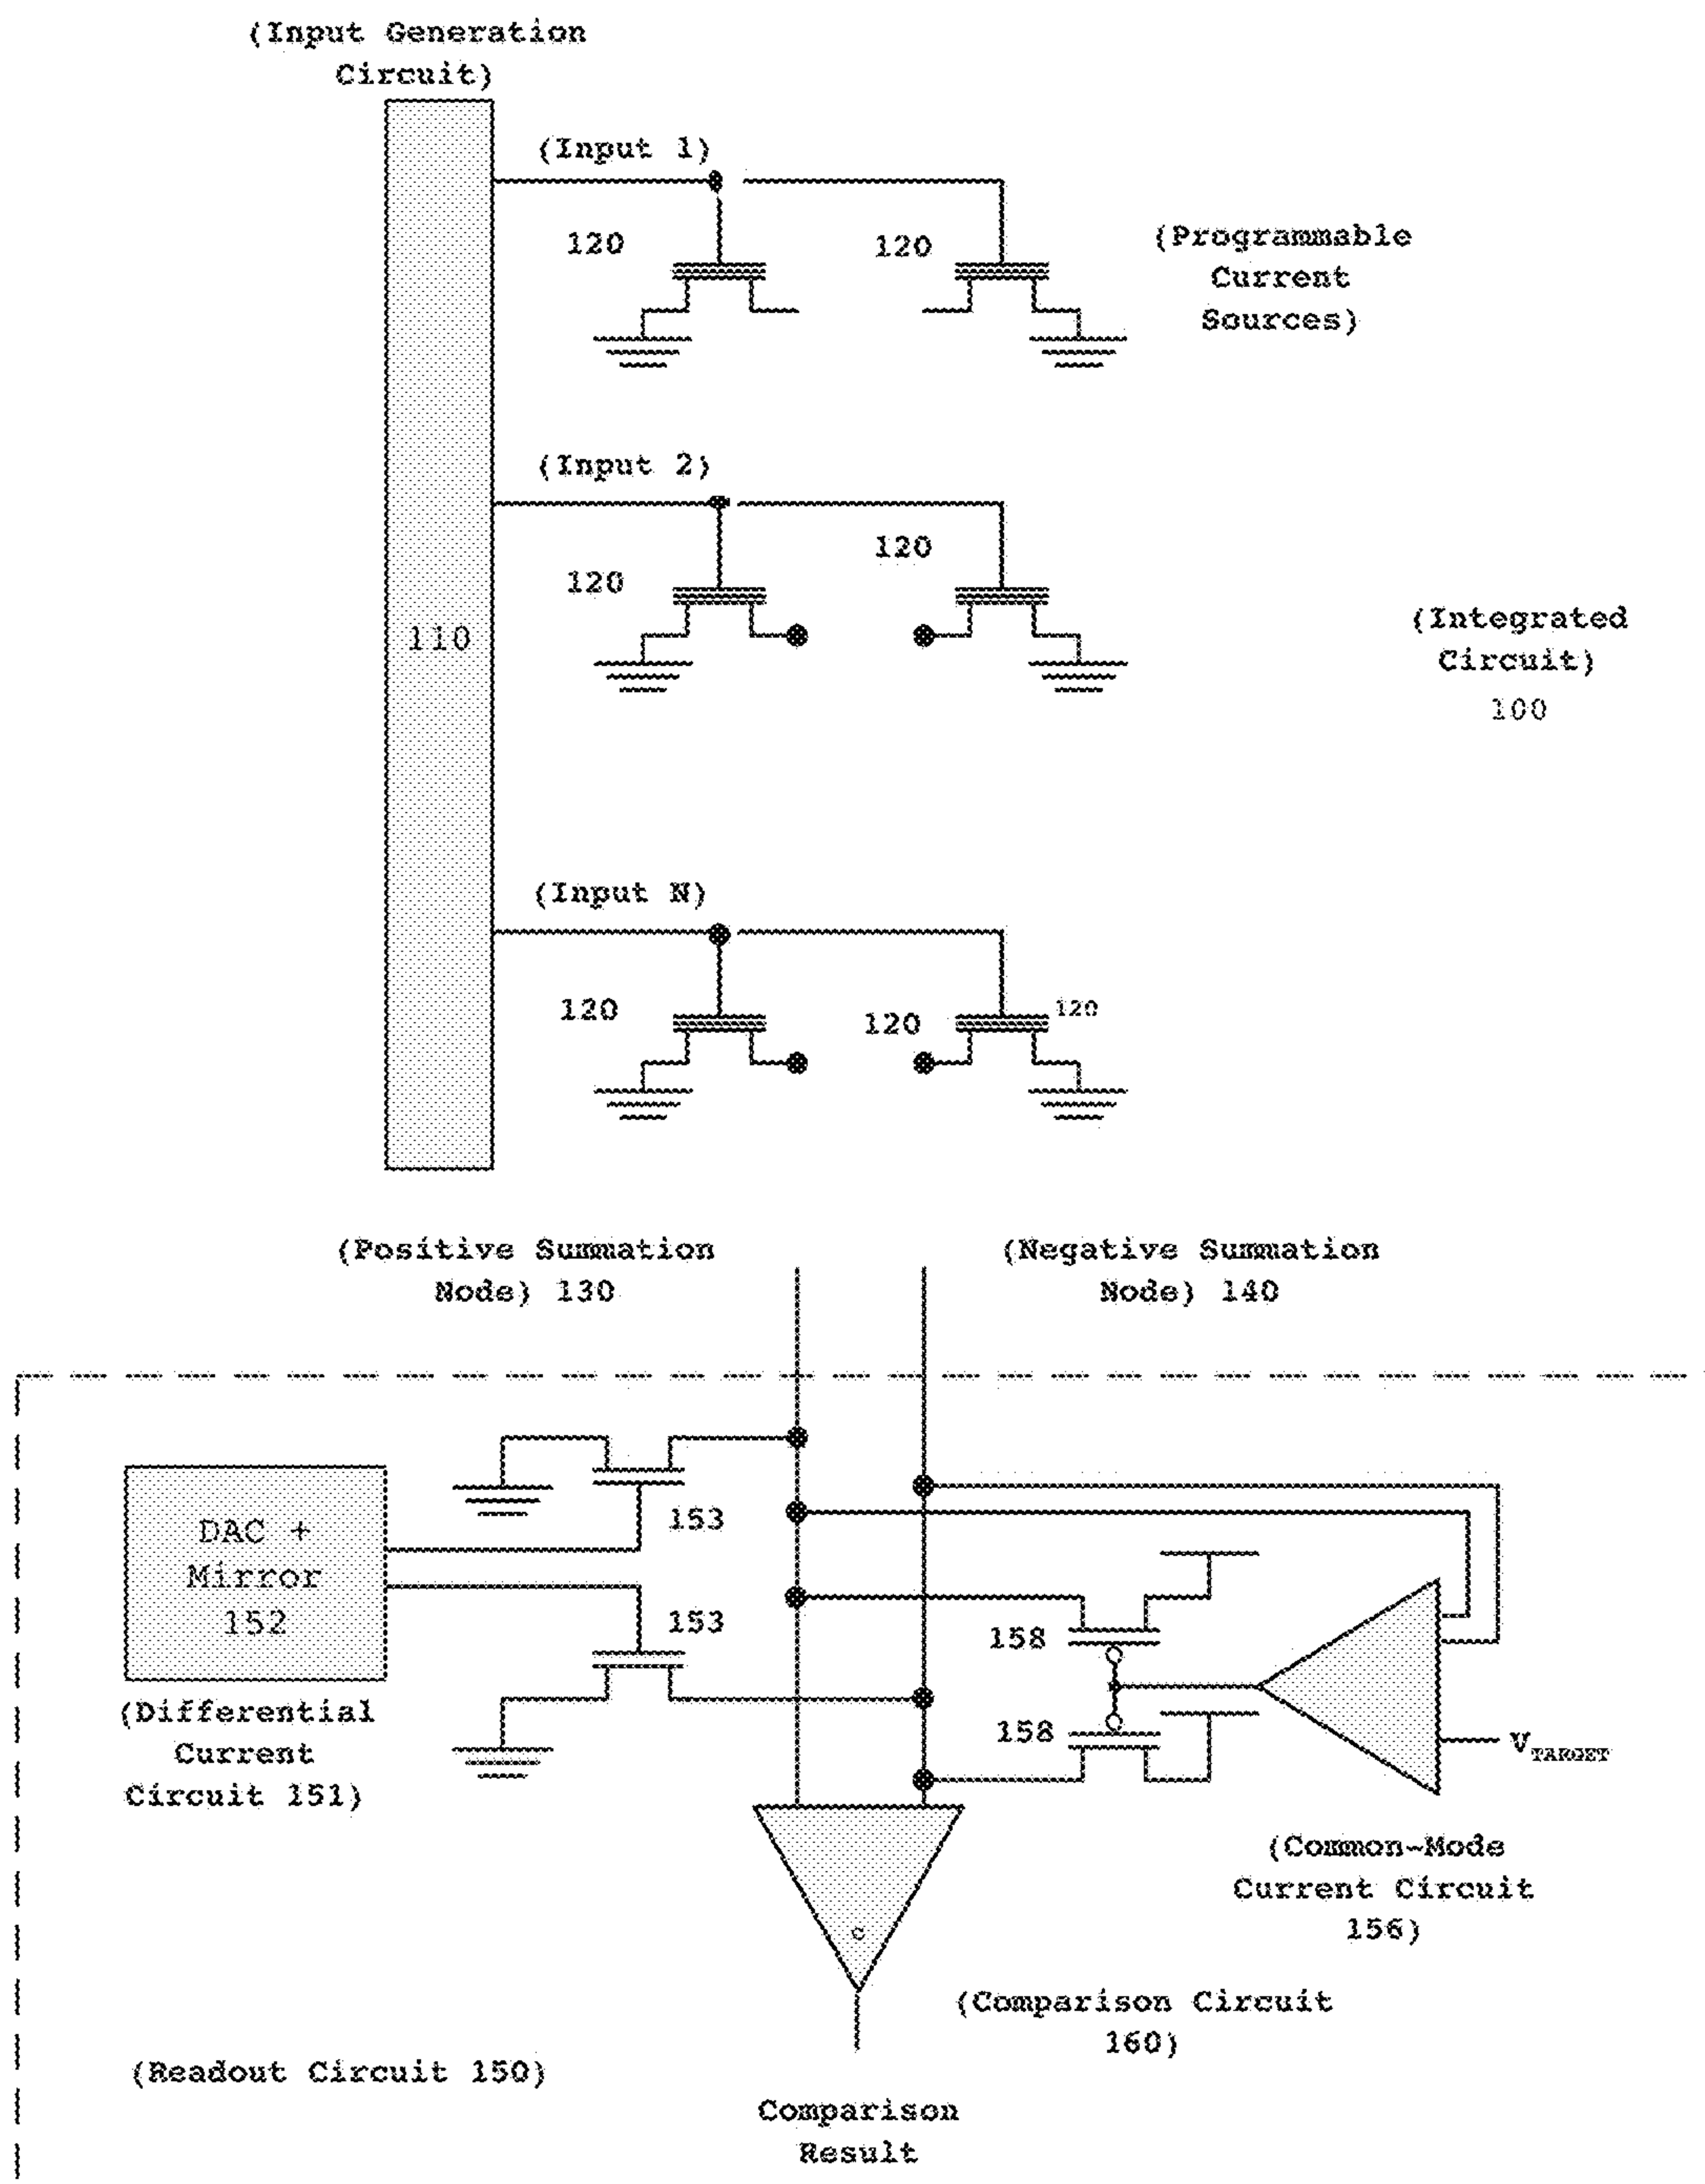 (Input Generation
Circuit)
(Input 1)
120
120
(Programmable
Current
Sources)
(Input 2)
120
120
110
(Integrated
Circuit)
100
(Input N)
120
120
120
(Positive Summation
Node) 130
(Negative Summation
Node) 140
DAC +
Mirror
152
153
153
158
158
(Differential
Current
Circuit 151)
VTARGET
(Common-Mode
Current Circuit
156)
C
(Comparison Circuit
160)
(Readout Circuit 150)
Comparison
Result